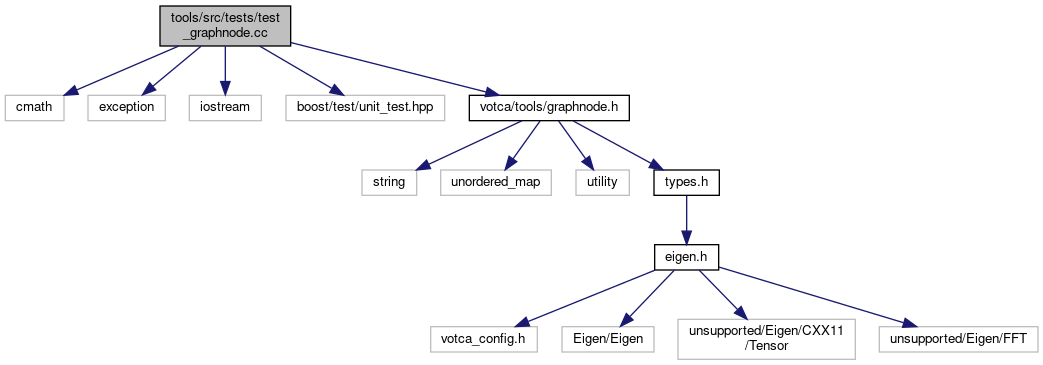 tools/src/tests/test
_graphnode.cc
cmath
exception
iostream
boost/test/unit_test.hpp
votca/tools/graphnode.h
string
unordered_map
utility
types.h
eigen.h
votca_config.h
Eigen/Eigen
unsupported/Eigen/CXX11
/Tensor
unsupported/Eigen/FFT